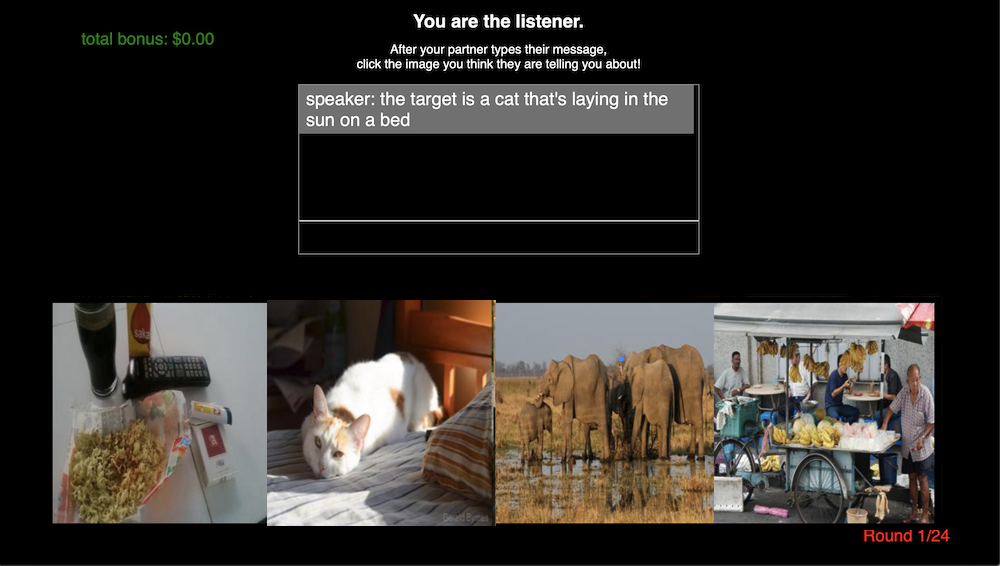 You are the listener.
total bonus: $0.00
After your partner types their message,
click the image you think they are telling you about!
speaker: the target is a cat that's laying in the
sun on a bed
Round 1/24